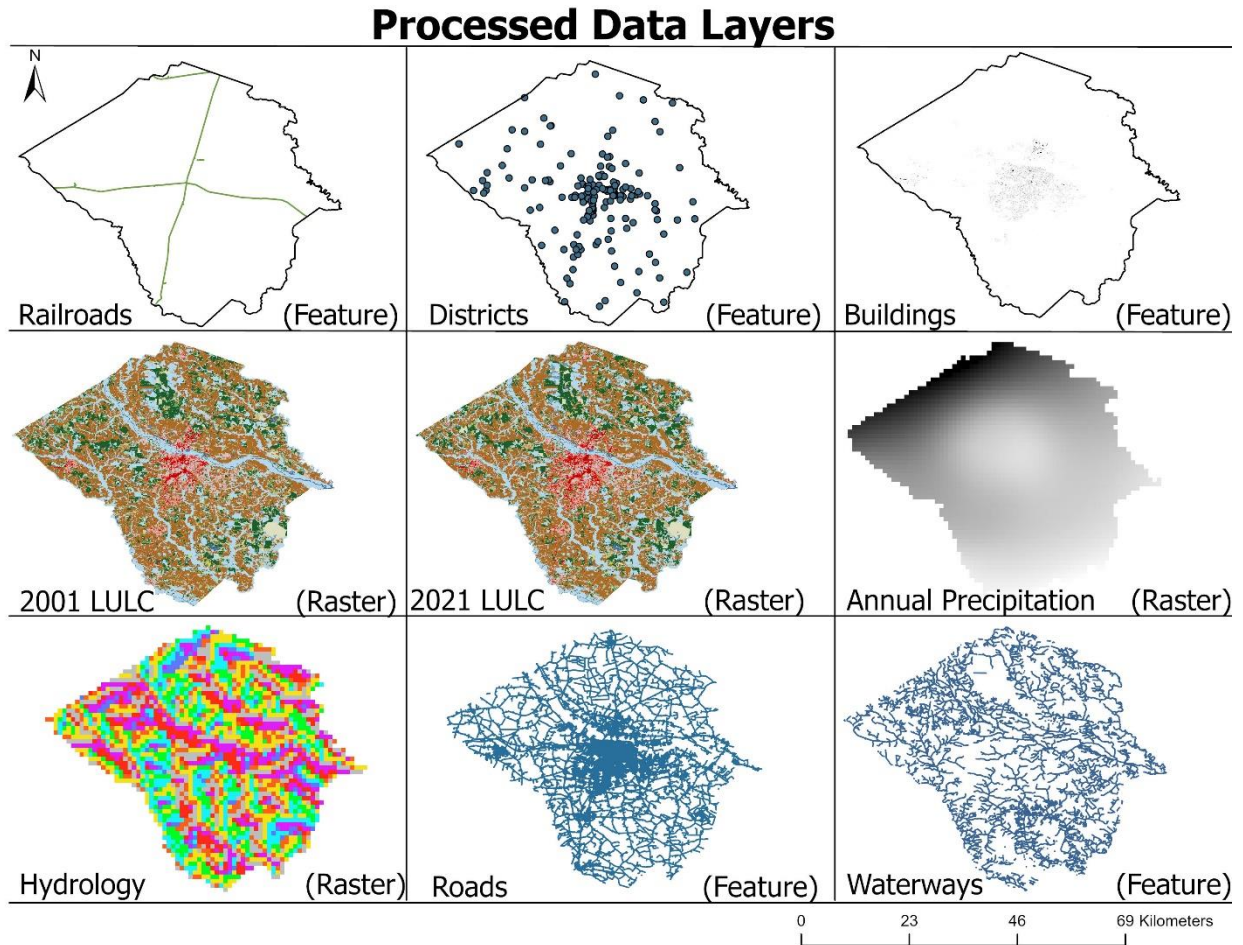 Processed Data Layers
N
Railroads (Feature)
Districts (Feature)
Buildings (Feature)
2001 LULC (Raster)
2021 LULC (Raster)
Annual Precipitation (Raster)
Hydrology (Raster)
Roads (Feature)
Waterways (Feature)
0 23 46 69 Kilometers